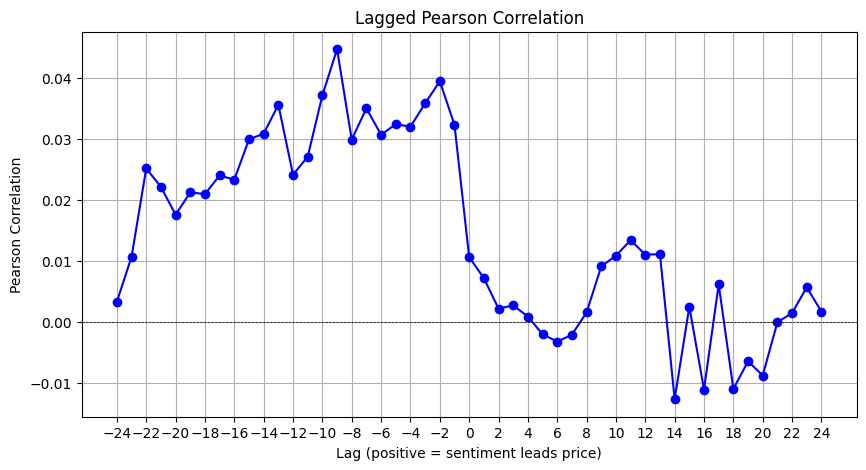 Lagged Pearson Correlation
Pearson Correlation
0.04
0.03
0.02
0.01
0.00
−0.01
−24 −22 −20 −18 −16 −14 −12 −10 −8 −6 −4 −2 0 2 4 6 8 10 12 14 16 18 20 22 24
Lag (positive = sentiment leads price)